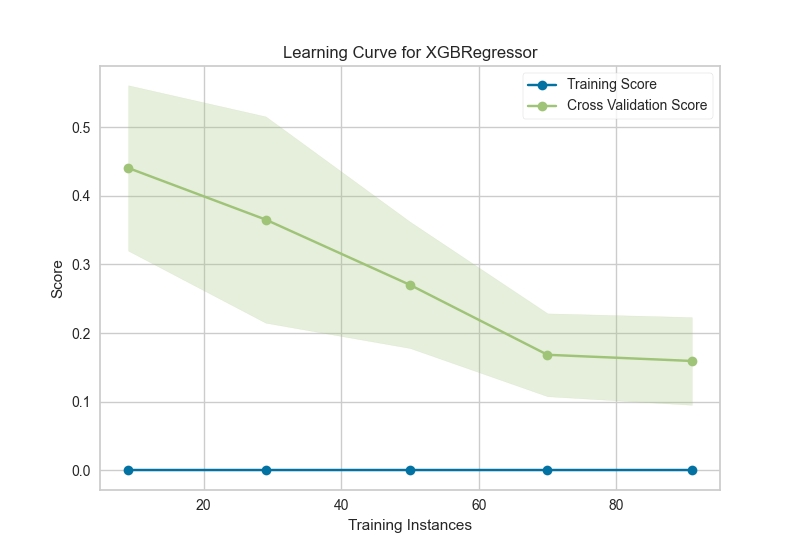 Learning Curve for XGBRegressor
Training Score
Cross Validation Score
Score
0.5
0.4
0.3
0.2
0.1
0.0
20 40 60 80
Training Instances